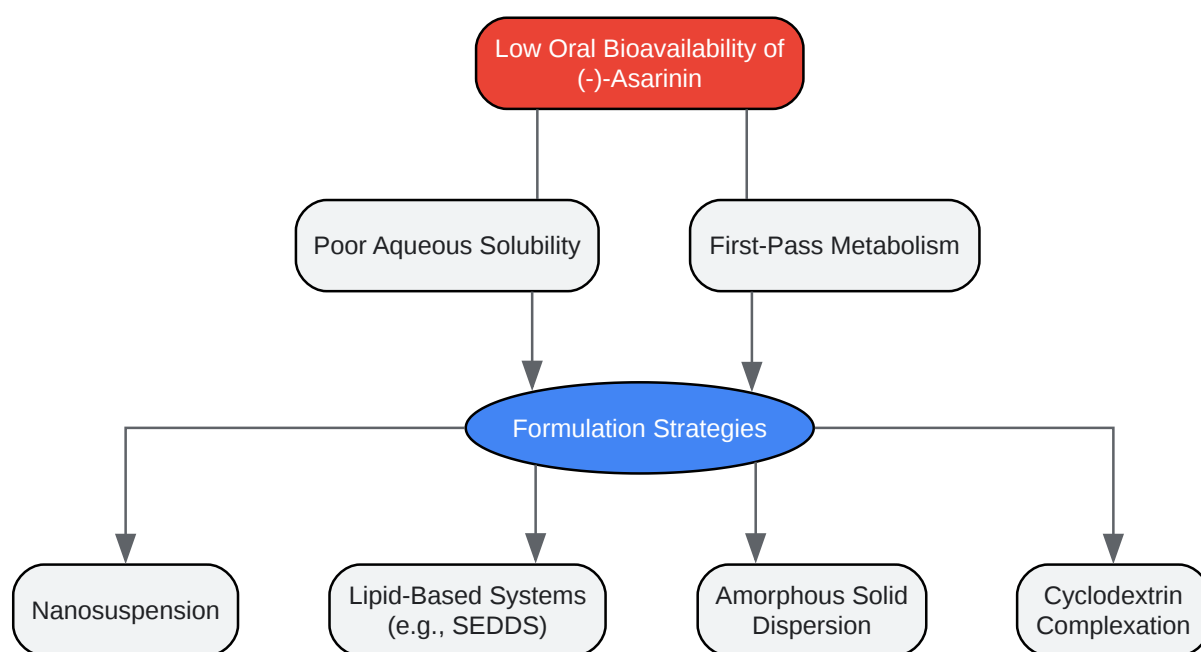 Low Oral Bioavailability of
(-)-Asarinin
Poor Aqueous Solubility
First-Pass Metabolism
Formulation Strategies
Nanosuspension
Lipid-Based Systems
(e.g., SEDDS)
Amorphous Solid
Dispersion
Cyclodextrin
Complexation